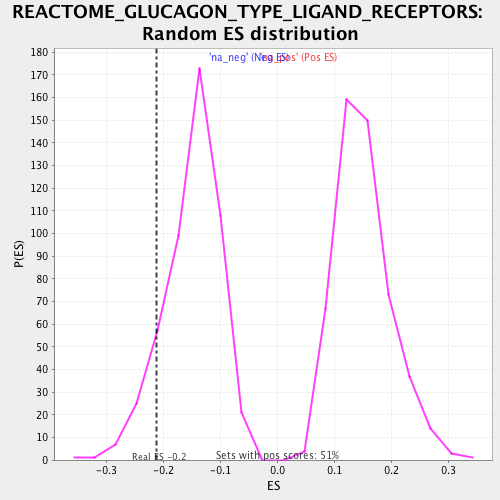 REACTOME_GLUCAGON_TYPE_LIGAND_RECEPTORS:
Random ES distribution
'na_neg' (Neg ES)
'na_pos' (Pos ES)
180
170
160
150
140
130
120
110
100
90
80
70
60
50
40
30
20
10
0
P(ES)
Real ES -0.2
Sets with pos scores: 51%
-0.3 -0.2 -0.1 0.0 0.1 0.2 0.3
ES